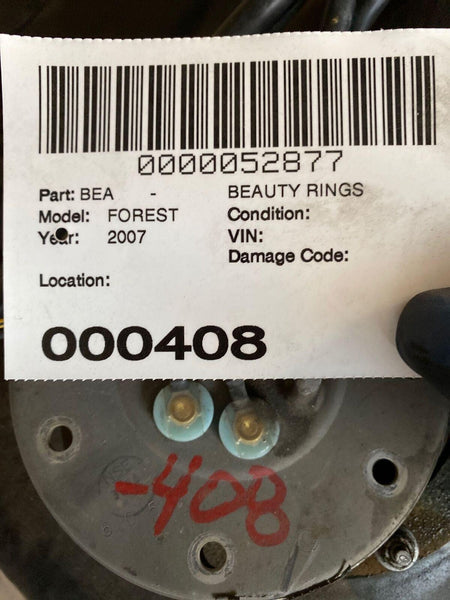 0000052877
Part: BEA - BEAUTY RINGS
Model: FOREST Condition:
Year: 2007 VIN:
Damage Code:
Location:
000408
-408